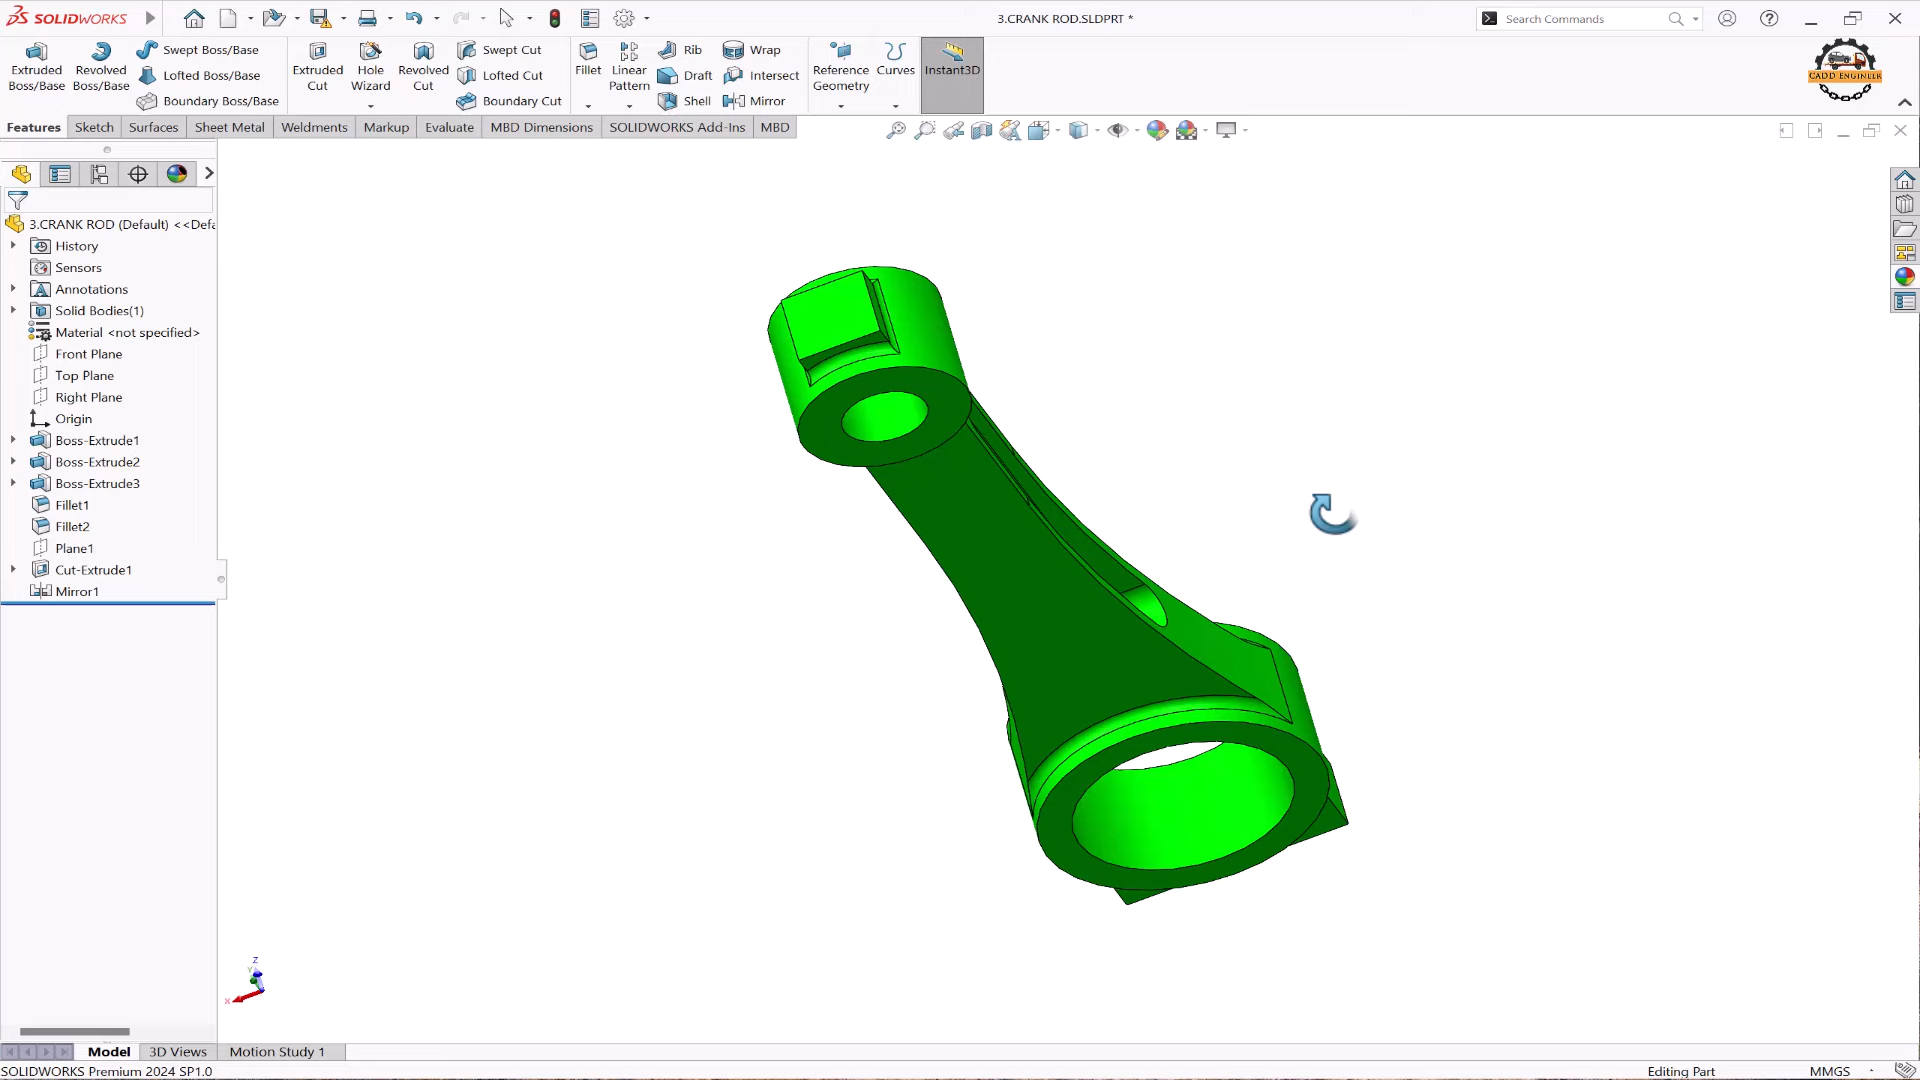 SOLIDWORKS
3.CRANK ROD.SLDPRT *
Search Commands
Extruded Boss/Base
Revolved Boss/Base
Swept Boss/Base
Lofted Boss/Base
Boundary Boss/Base
Extruded Cut
Hole Wizard
Revolved Cut
Swept Cut
Lofted Cut
Boundary Cut
Fillet
Linear Pattern
Rib
Draft
Shell
Wrap
Intersect
Mirror
Reference Geometry
Curves
Instant3D
CADD ENGINEER
Features
Sketch
Surfaces
Sheet Metal
Weldments
Markup
Evaluate
MBD Dimensions
SOLIDWORKS Add-Ins
MBD
3.CRANK ROD (Default) <<Defa
History
Sensors
Annotations
Solid Bodies(1)
Material <not specified>
Front Plane
Top Plane
Right Plane
Origin
Boss-Extrude1
Boss-Extrude2
Boss-Extrude3
Fillet1
Fillet2
Plane1
Cut-Extrude1
Mirror1
Z
Y
X
Model
3D Views
Motion Study 1
SOLIDWORKS Premium 2024 SP1.0
Editing Part
MMGS